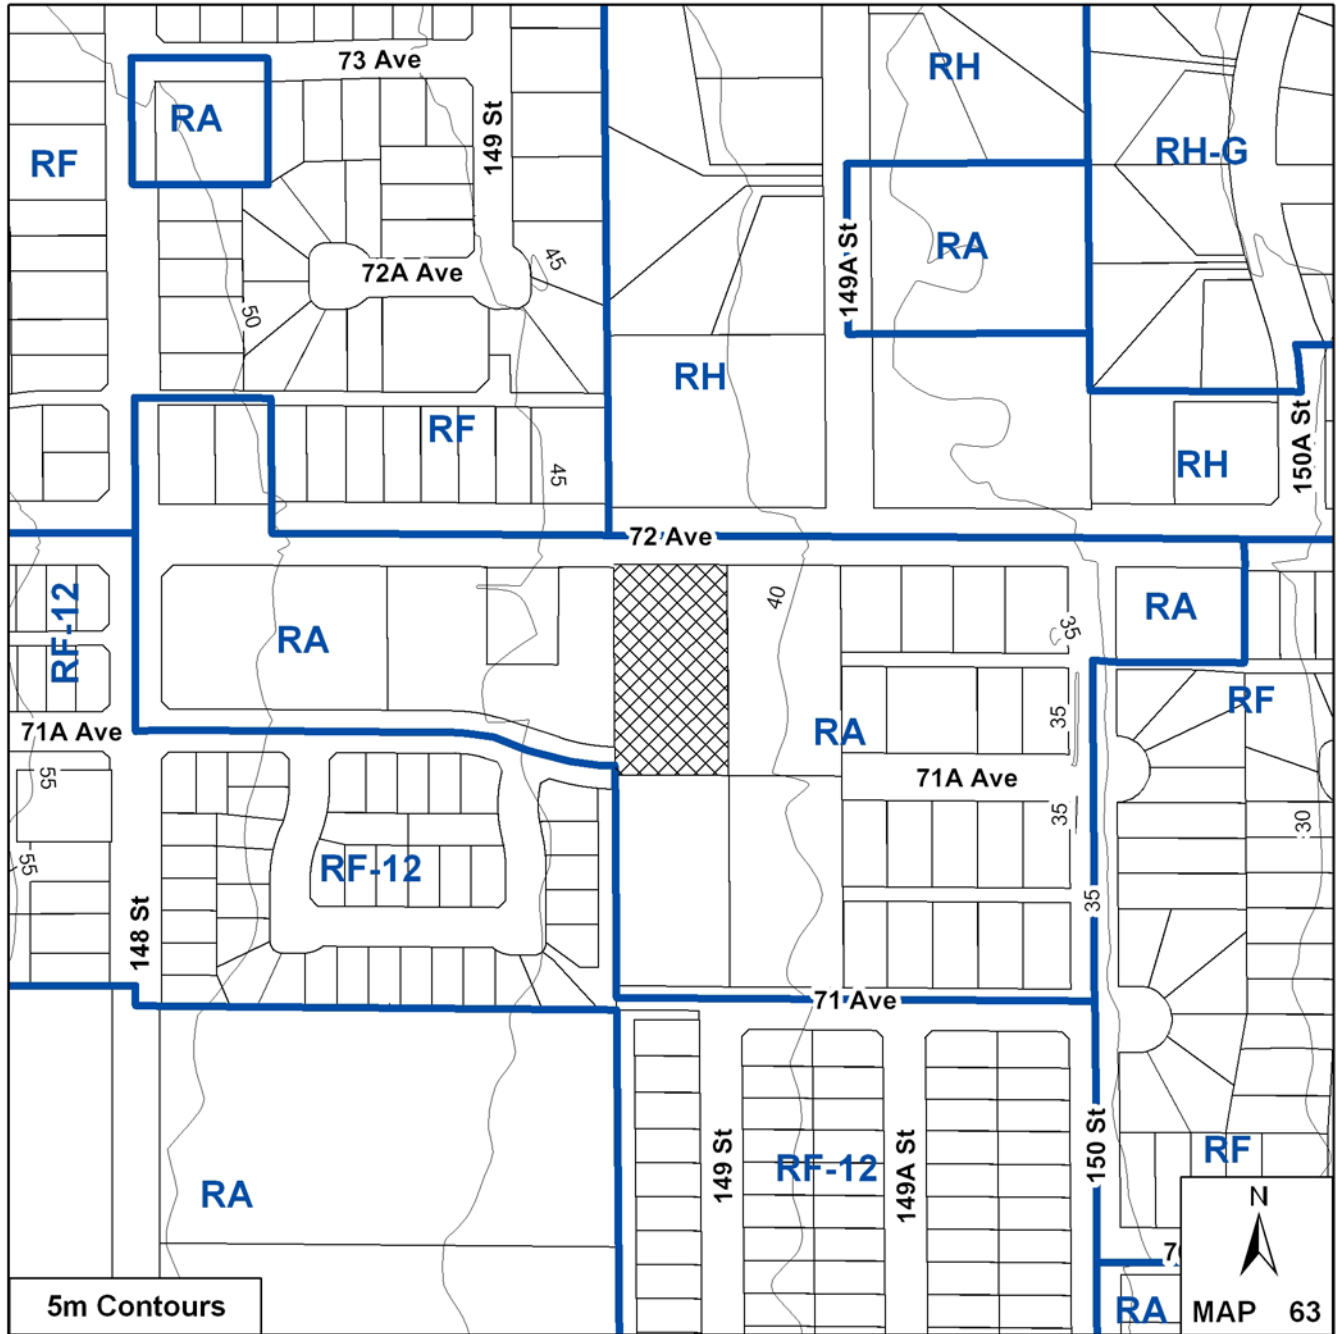 73 Ave
RH
RA
149 St
RH-G
RF
149A St
RA
72A Ave
45
50
RH
RF
150A St
45
RH
72 Ave
RF-12
40
RA
35
RA
RF
71A Ave
RA
35
55
71A Ave
35
30
55
RF-12
35
148 St
71 Ave
149 St
RF-12
149A St
150 St
RF
RA
N
5m Contours
RA
MAP 63